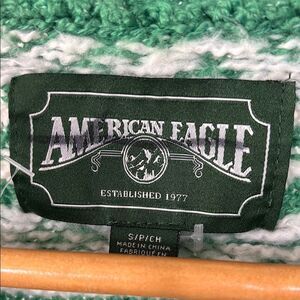 AMERICAN EAGLE
ESTABLISHED 1977
S/P/CH
MADE IN CHINA
FABRIQUÉ EN